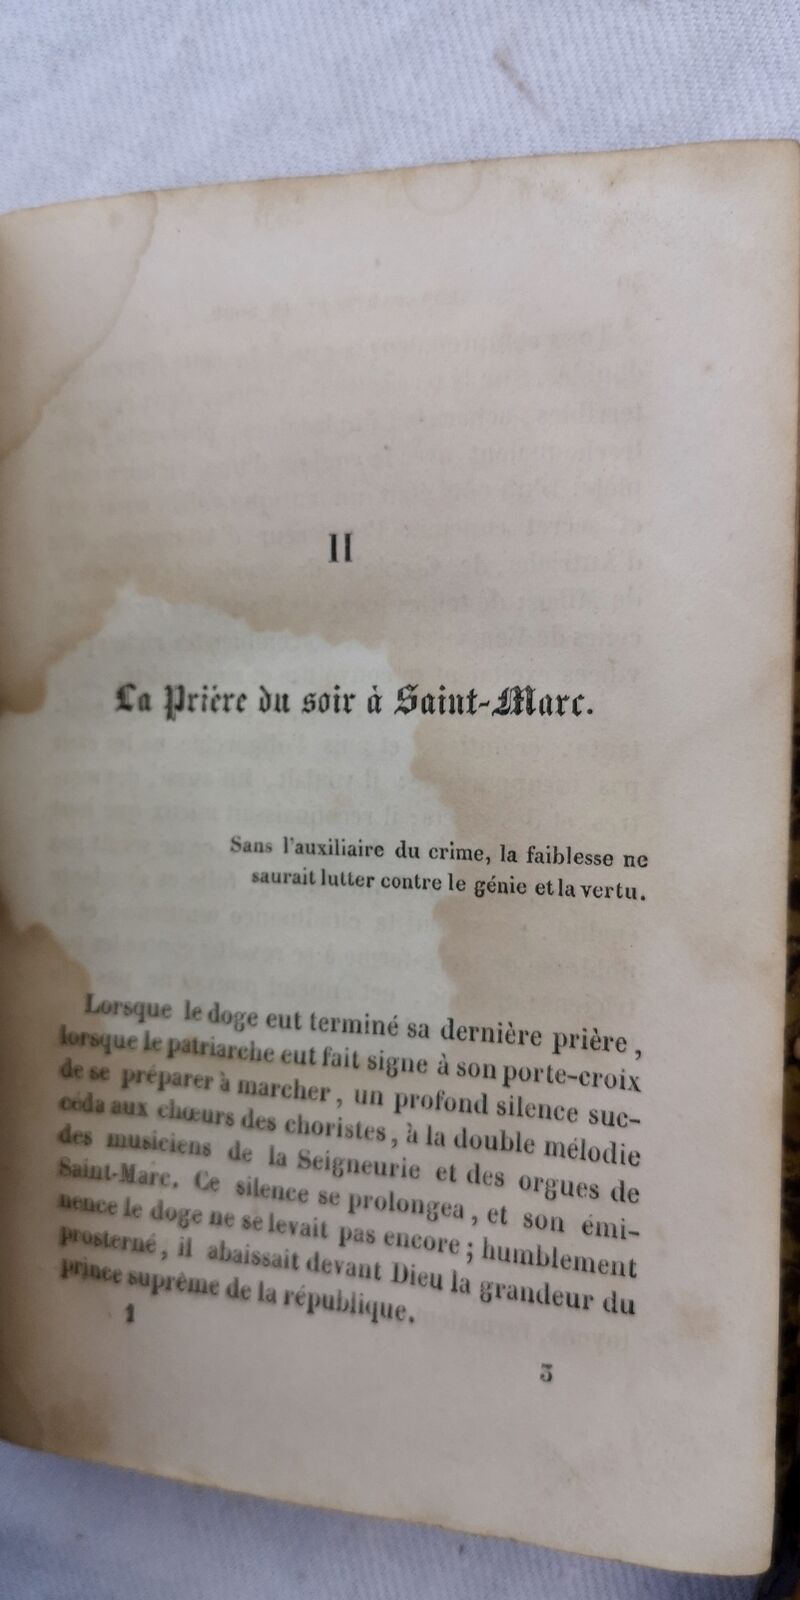 II
La Prière du soir à Saint-Marc.
Sans l'auxiliaire du crime, la faiblesse ne
saurait lutter contre le génie et la vertu.
Lorsque le doge eut terminé sa dernière prière,
lorsque le patriarche eut fait signe à son porte-croix
de se préparer à marcher, un profond silence suc-
céda aux chœurs des choristes, à la double mélodie
des musiciens de la Seigneurie et des orgues de
Saint-Marc. Ce silence se prolongea, et son émi-
nence le doge ne se levait pas encore; humblement
prosterné, il abaissait devant Dieu la grandeur du
prince suprême de la république.
1
3